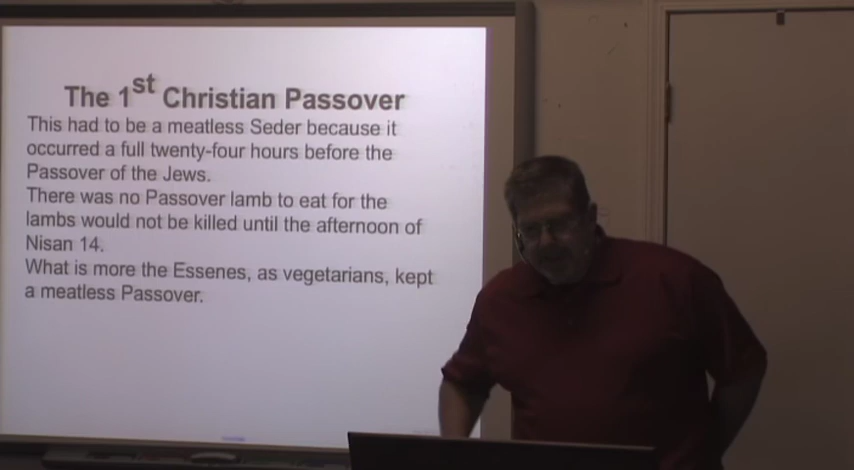 The 1st Christian Passover
This had to be a meatless Seder because it
occurred a full twenty-four hours before the
Passover of the Jews.
There was no Passover lamb to eat for the
lambs would not be killed until the afternoon of
Nisan 14.
What is more the Essenes, as vegetarians, kept
a meatless Passover.